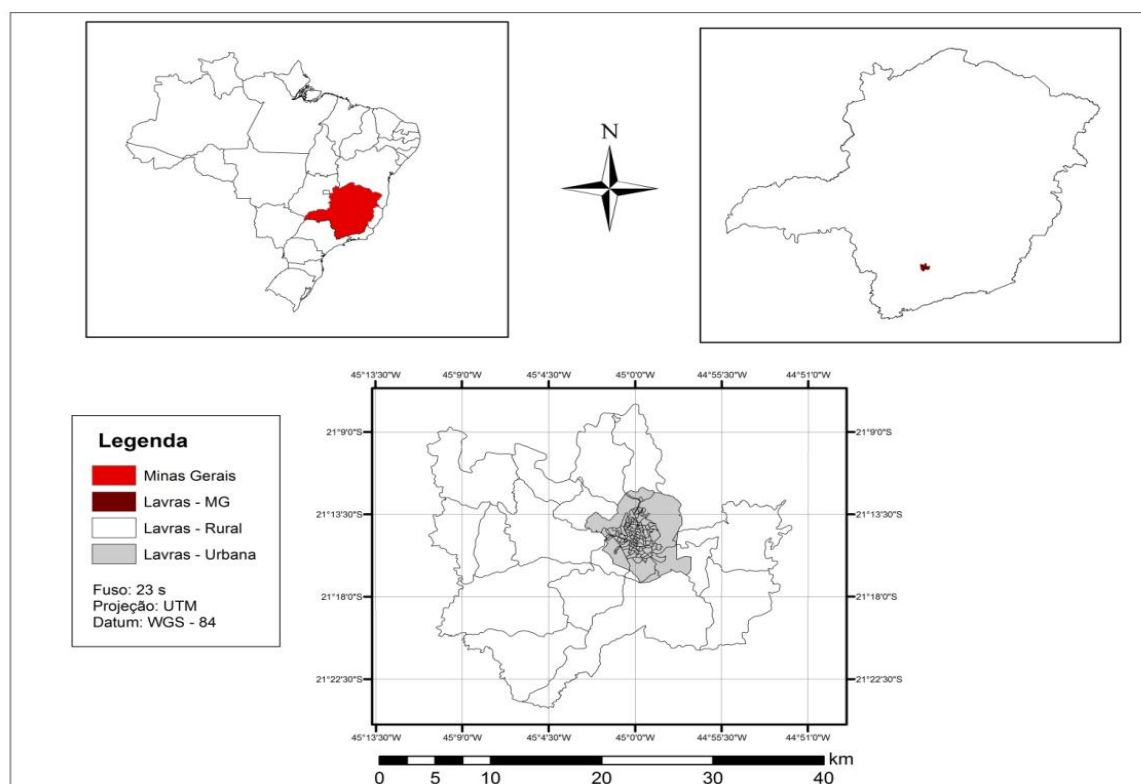 N
45°13'30"W 45°9'0"W 45°4'30"W 45°0'0"W 44°55'30"W 44°51'0"W
Legenda
Minas Gerais
Lavras - MG
Lavras - Rural
Lavras - Urbana
Fuso: 23 s
Projeção: UTM
Datum: WGS - 84
21°9'0"S 21°9'0"S
21°13'30"S 21°13'30"S
21°18'0"S 21°18'0"S
21°22'30"S 21°22'30"S
45°13'30"W 45°9'0"W 45°4'30"W 45°0'0"W 44°55'30"W 44°51'0"W
km
0 5 10 20 30 40